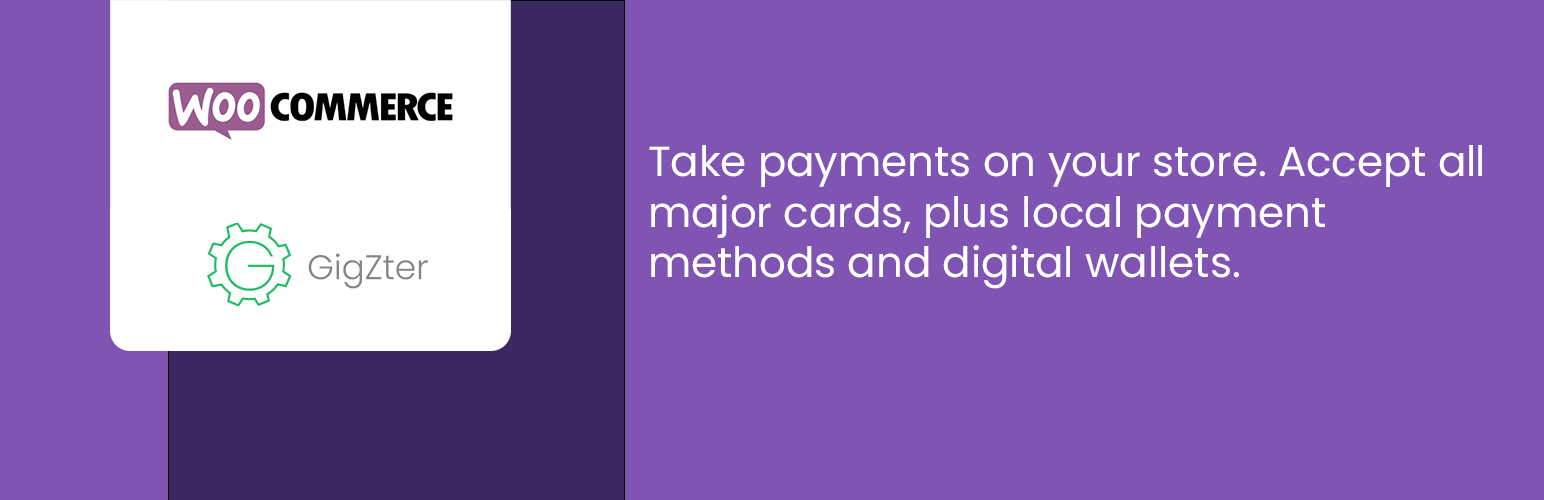 WOO COMMERCE
GigZter
Take payments on your store. Accept all
major cards, plus local payment
methods and digital wallets.